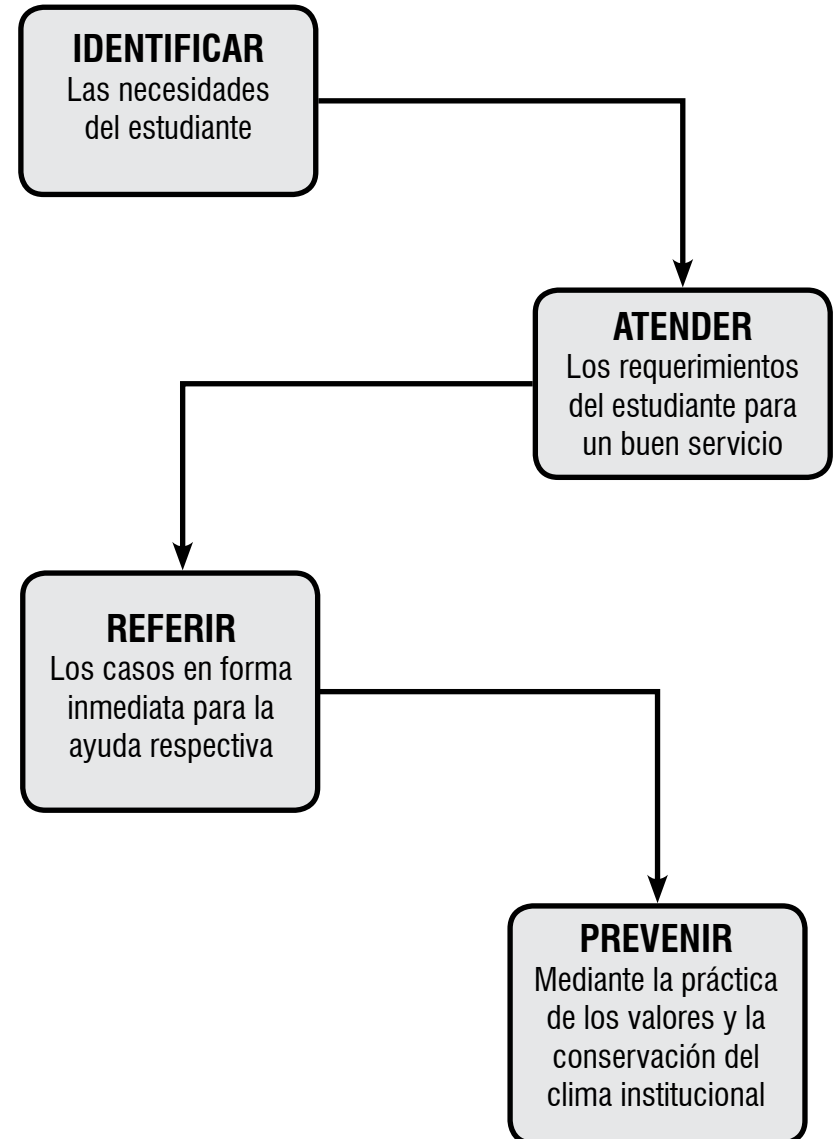 IDENTIFICAR
Las necesidades
del estudiante
ATENDER
Los requerimientos
del estudiante para
un buen servicio
REFERIR
Los casos en forma
inmediata para la
ayuda respectiva
PREVENIR
Mediante la práctica
de los valores y la
conservación del
clima institucional